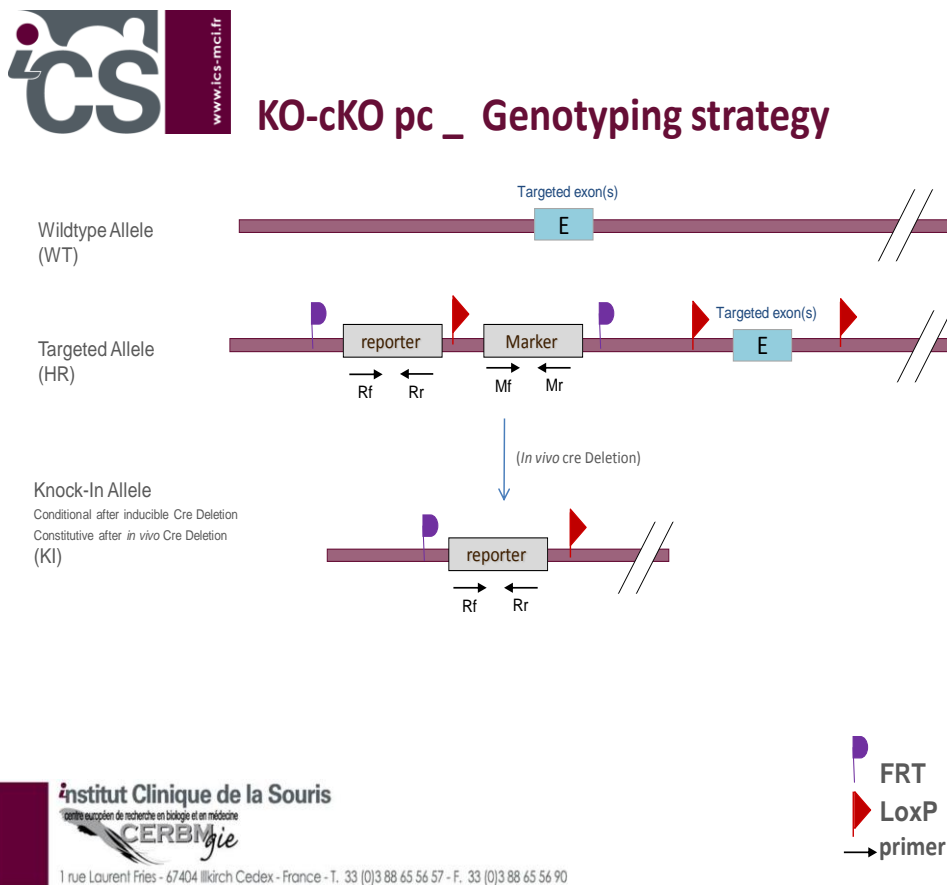 iCS
www.ics-mci.fr
KO-cKO pc _ Genotyping strategy
Targeted exon(s)
E
Wildtype Allele
(WT)
Targeted exon(s)
reporter
Marker
E
Targeted Allele
(HR)
Rf
Rr
Mf
Mr
(In vivo cre Deletion)
Knock-In Allele
Conditional after inducible Cre Deletion
Constitutive after in vivo Cre Deletion
(KI)
reporter
Rf
Rr
FRT
LoxP
primer
institut Clinique de la Souris
centre européen de recherche en biologie et en médecine
CERBMgie
1 rue Laurent Fries - 67404 Illkirch Cedex - France - T. 33 (0)3 88 65 56 57 - F. 33 (0)3 88 65 56 90